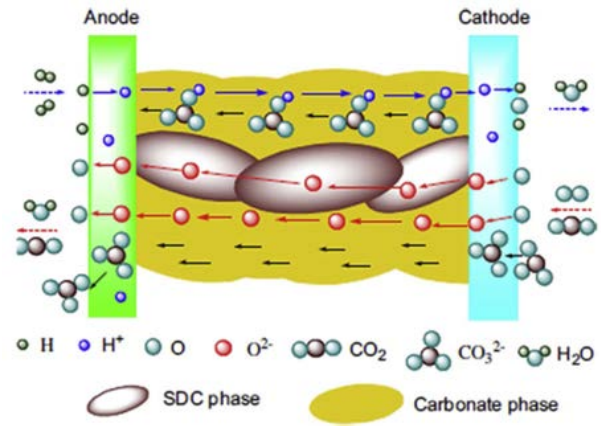 Anode
Cathode
H
H⁺
O
O²⁻
CO₂
CO₃²⁻
H₂O
SDC phase
Carbonate phase